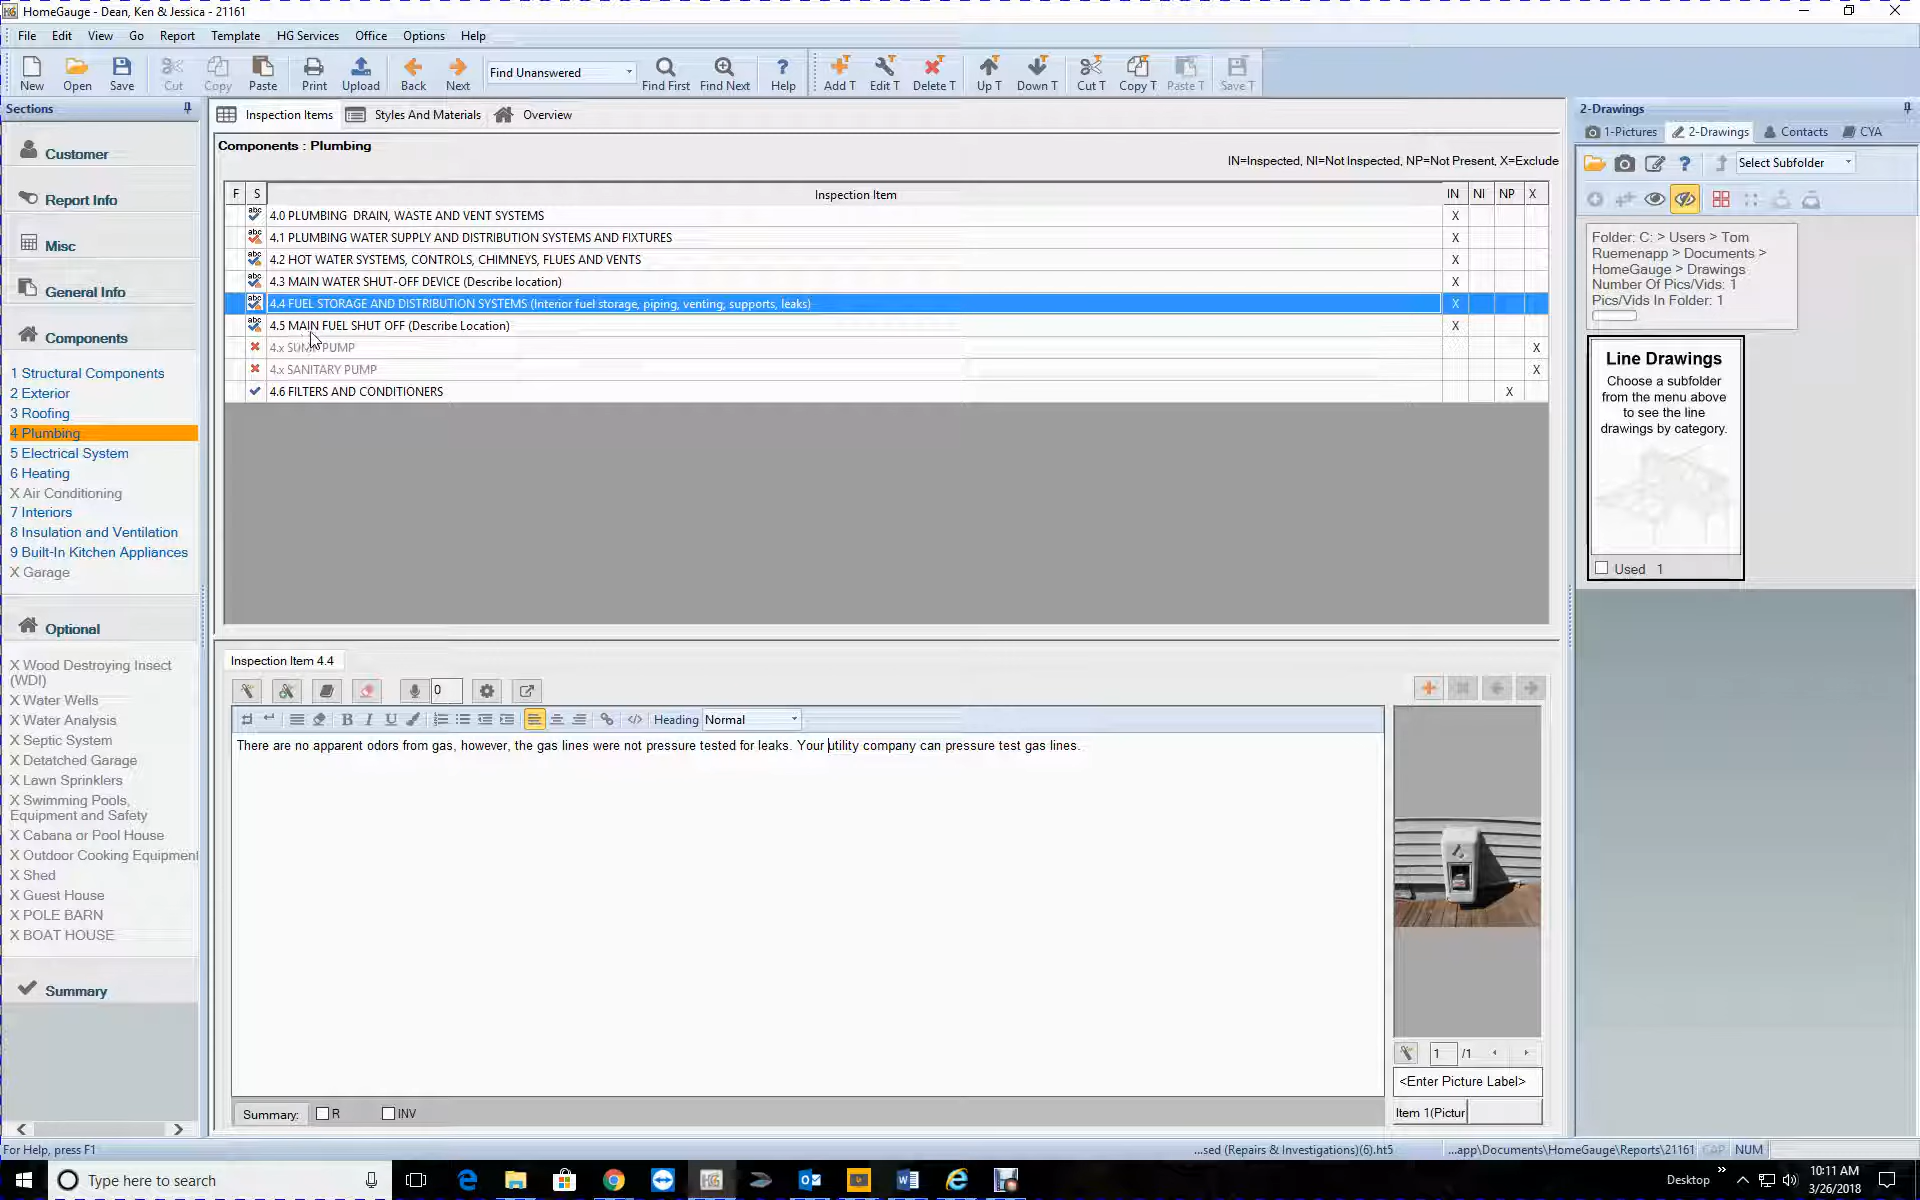 HomeGauge - Dean, Ken & Jessica - 21161
File Edit View Go Report Template HG Services Office Options Help
New Open Save Cut Copy Paste Print Upload Back Next Find Unanswered Find First Find Next Help Add T Edit T Delete T Up T Down T Cut T Copy T Paste T Save T
Sections
Customer
Report Info
Misc
General Info
Components
1 Structural Components
2 Exterior
3 Roofing
4 Plumbing
5 Electrical System
6 Heating
X Air Conditioning
7 Interiors
8 Insulation and Ventilation
9 Built-In Kitchen Appliances
X Garage
Optional
X Wood Destroying Insect
(WDI)
X Water Wells
X Water Analysis
X Septic System
X Detatched Garage
X Lawn Sprinklers
X Swimming Pools,
Equipment and Safety
X Cabana or Pool House
X Outdoor Cooking Equipment
X Shed
X Guest House
X POLE BARN
X BOAT HOUSE
Summary
Inspection Items Styles And Materials Overview
Components : Plumbing
IN=Inspected, NI=Not Inspected, NP=Not Present, X=Exclude
F S Inspection Item IN NI NP X
abc 4.0 PLUMBING DRAIN, WASTE AND VENT SYSTEMS X
abc 4.1 PLUMBING WATER SUPPLY AND DISTRIBUTION SYSTEMS AND FIXTURES X
abc 4.2 HOT WATER SYSTEMS, CONTROLS, CHIMNEYS, FLUES AND VENTS X
abc 4.3 MAIN WATER SHUT-OFF DEVICE (Describe location) X
abc 4.4 FUEL STORAGE AND DISTRIBUTION SYSTEMS (Interior fuel storage, piping, venting, supports, leaks) X
abc 4.5 MAIN FUEL SHUT OFF (Describe Location) X
4.x SUMP PUMP X
4.x SANITARY PUMP X
4.6 FILTERS AND CONDITIONERS X
Inspection Item 4.4
0
B I U Heading Normal
There are no apparent odors from gas, however, the gas lines were not pressure tested for leaks. Your utility company can pressure test gas lines.
1 /1
<Enter Picture Label>
Item 1(Pictur
Summary: R INV
2-Drawings
1-Pictures 2-Drawings Contacts CYA
Select Subfolder
Folder: C: > Users > Tom
Ruemenapp > Documents >
HomeGauge > Drawings
Number Of Pics/Vids: 1
Pics/Vids In Folder: 1
Line Drawings
Choose a subfolder
from the menu above
to see the line
drawings by category.
Used 1
For Help, press F1
...sed (Repairs & Investigations)(6).ht5 ...app\Documents\HomeGauge\Reports\21161 CAP NUM
Type here to search
Desktop
10:11 AM
3/26/2018